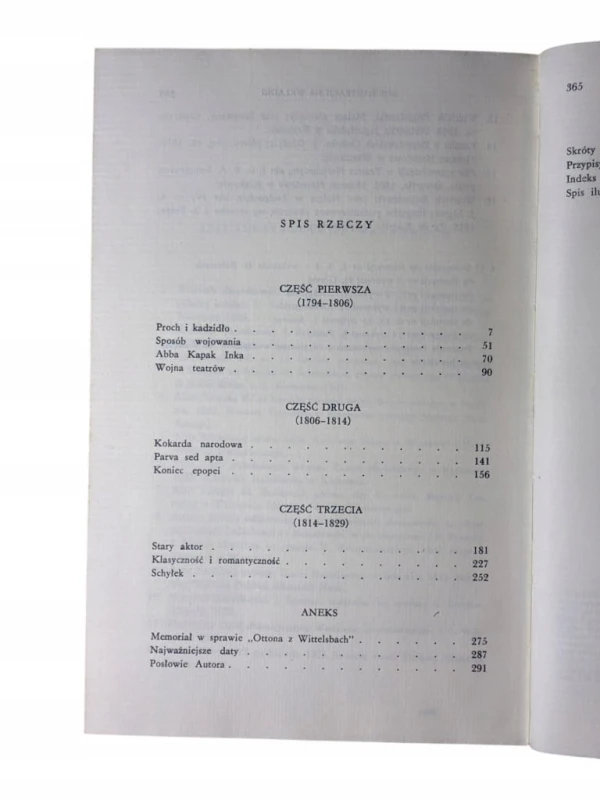 SPIS RZECZY
CZĘŚĆ PIERWSZA
(1794–1806)
Proch i kadzidło . . . . . . . . . . . . 7
Sposób wojowania . . . . . . . . . . . 51
Abba Kapak Inka . . . . . . . . . . . 70
Wojna teatrów . . . . . . . . . . . . 90
CZĘŚĆ DRUGA
(1806–1814)
Kokarda narodowa . . . . . . . . . . . 115
Parva sed apta . . . . . . . . . . . . 141
Koniec epopei . . . . . . . . . . . . 156
CZĘŚĆ TRZECIA
(1814–1829)
Stary aktor . . . . . . . . . . . . . 181
Klasyczność i romantyczność . . . . . . . . . 227
Schyłek . . . . . . . . . . . . . . 252
ANEKS
Memoriał w sprawie „Ottona z Wittelsbach” . . . . . . 275
Najważniejsze daty . . . . . . . . . . . 287
Posłowie Autora . . . . . . . . . . . . 291
365
Skróty
Przypisy
Indeks
Spis ilu